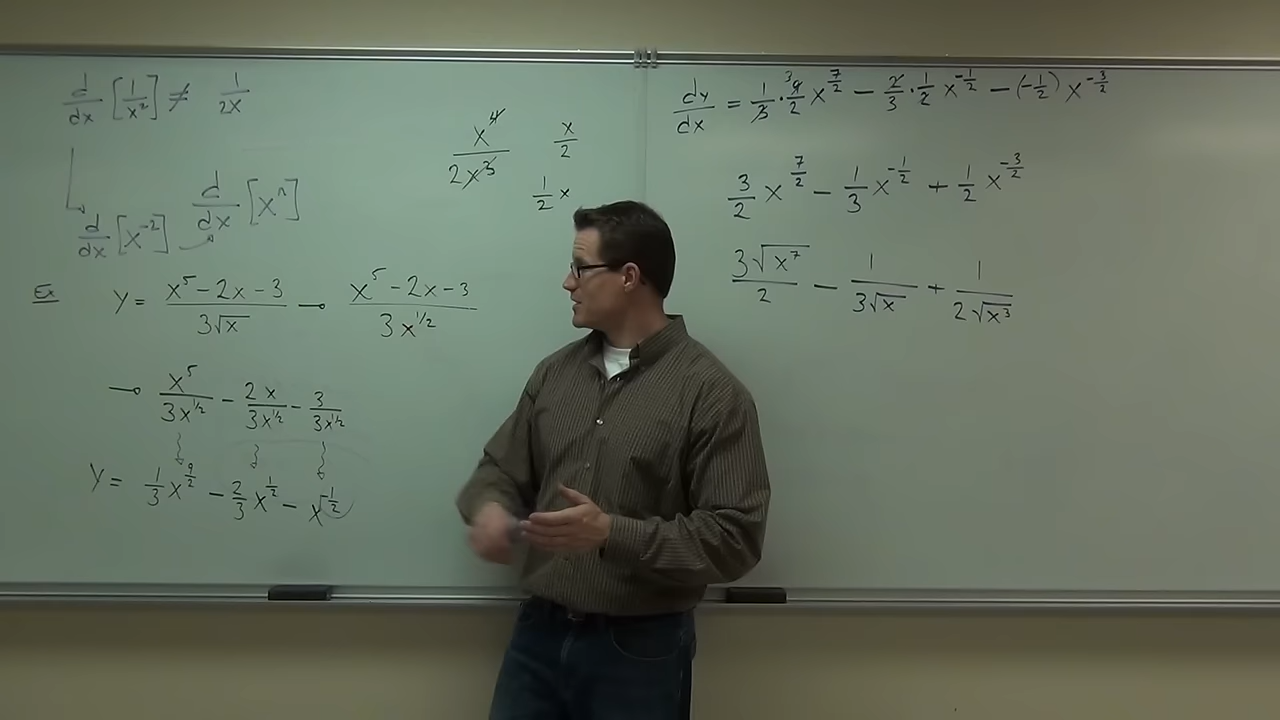 d/dx [1/x²] ≠ 1/2x
d/dx [x⁻²]
d/dx [xⁿ]
x⁴/2x³
x/2
1/2 x
Ex y = (x⁵ - 2x - 3)/(3√x) → (x⁵ - 2x - 3)/(3x^(1/2))
→ x⁵/(3x^(1/2)) - 2x/(3x^(1/2)) - 3/(3x^(1/2))
y = 1/3 x^(9/2) - 2/3 x^(1/2) - x^(-1/2)
dy/dx = 1/3 · 9/2 x^(7/2) - 2/3 · 1/2 x^(-1/2) - (-1/2) x^(-3/2)
3/2 x^(7/2) - 1/3 x^(-1/2) + 1/2 x^(-3/2)
3√x⁷/2 - 1/(3√x) + 1/(2√x³)